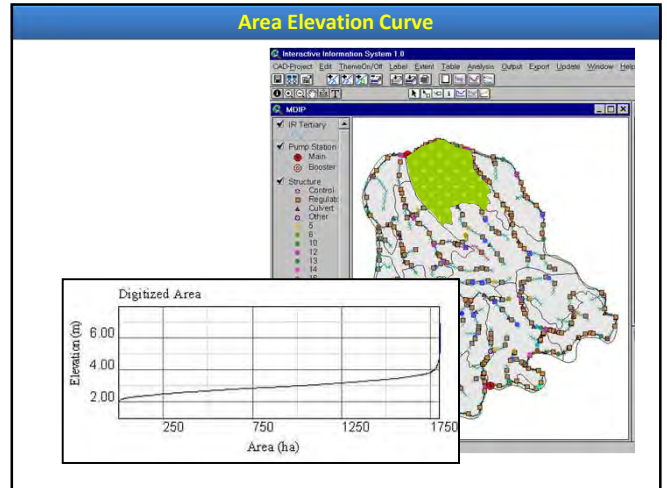 Area Elevation Curve
Interactive Information System 1.0
CAD-Project Edit ThemeOn/Off Label Extent Table Analysis Output Export Update Window Help
MDIP
IR Tertiary
Pump Station
Main
Booster
Structure
Control
Regulat
Culvert
Other
5
6
10
12
13
14
Digitized Area
Elevation (m)
6.00
4.00
2.00
250 750 1250 1750
Area (ha)